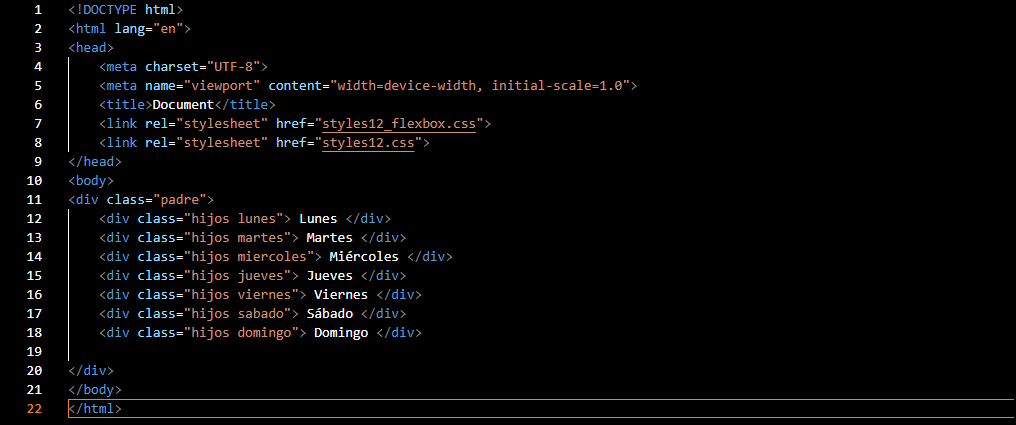 1 <!DOCTYPE html>
2 <html lang="en">
3 <head>
4     <meta charset="UTF-8">
5     <meta name="viewport" content="width=device-width, initial-scale=1.0">
6     <title>Document</title>
7     <link rel="stylesheet" href="styles12_flexbox.css">
8     <link rel="stylesheet" href="styles12.css">
9 </head>
10 <body>
11 <div class="padre">
12     <div class="hijos lunes"> Lunes </div>
13     <div class="hijos martes"> Martes </div>
14     <div class="hijos miercoles"> Miércoles </div>
15     <div class="hijos jueves"> Jueves </div>
16     <div class="hijos viernes"> Viernes </div>
17     <div class="hijos sabado"> Sábado </div>
18     <div class="hijos domingo"> Domingo </div>
19
20 </div>
21 </body>
22 </html>